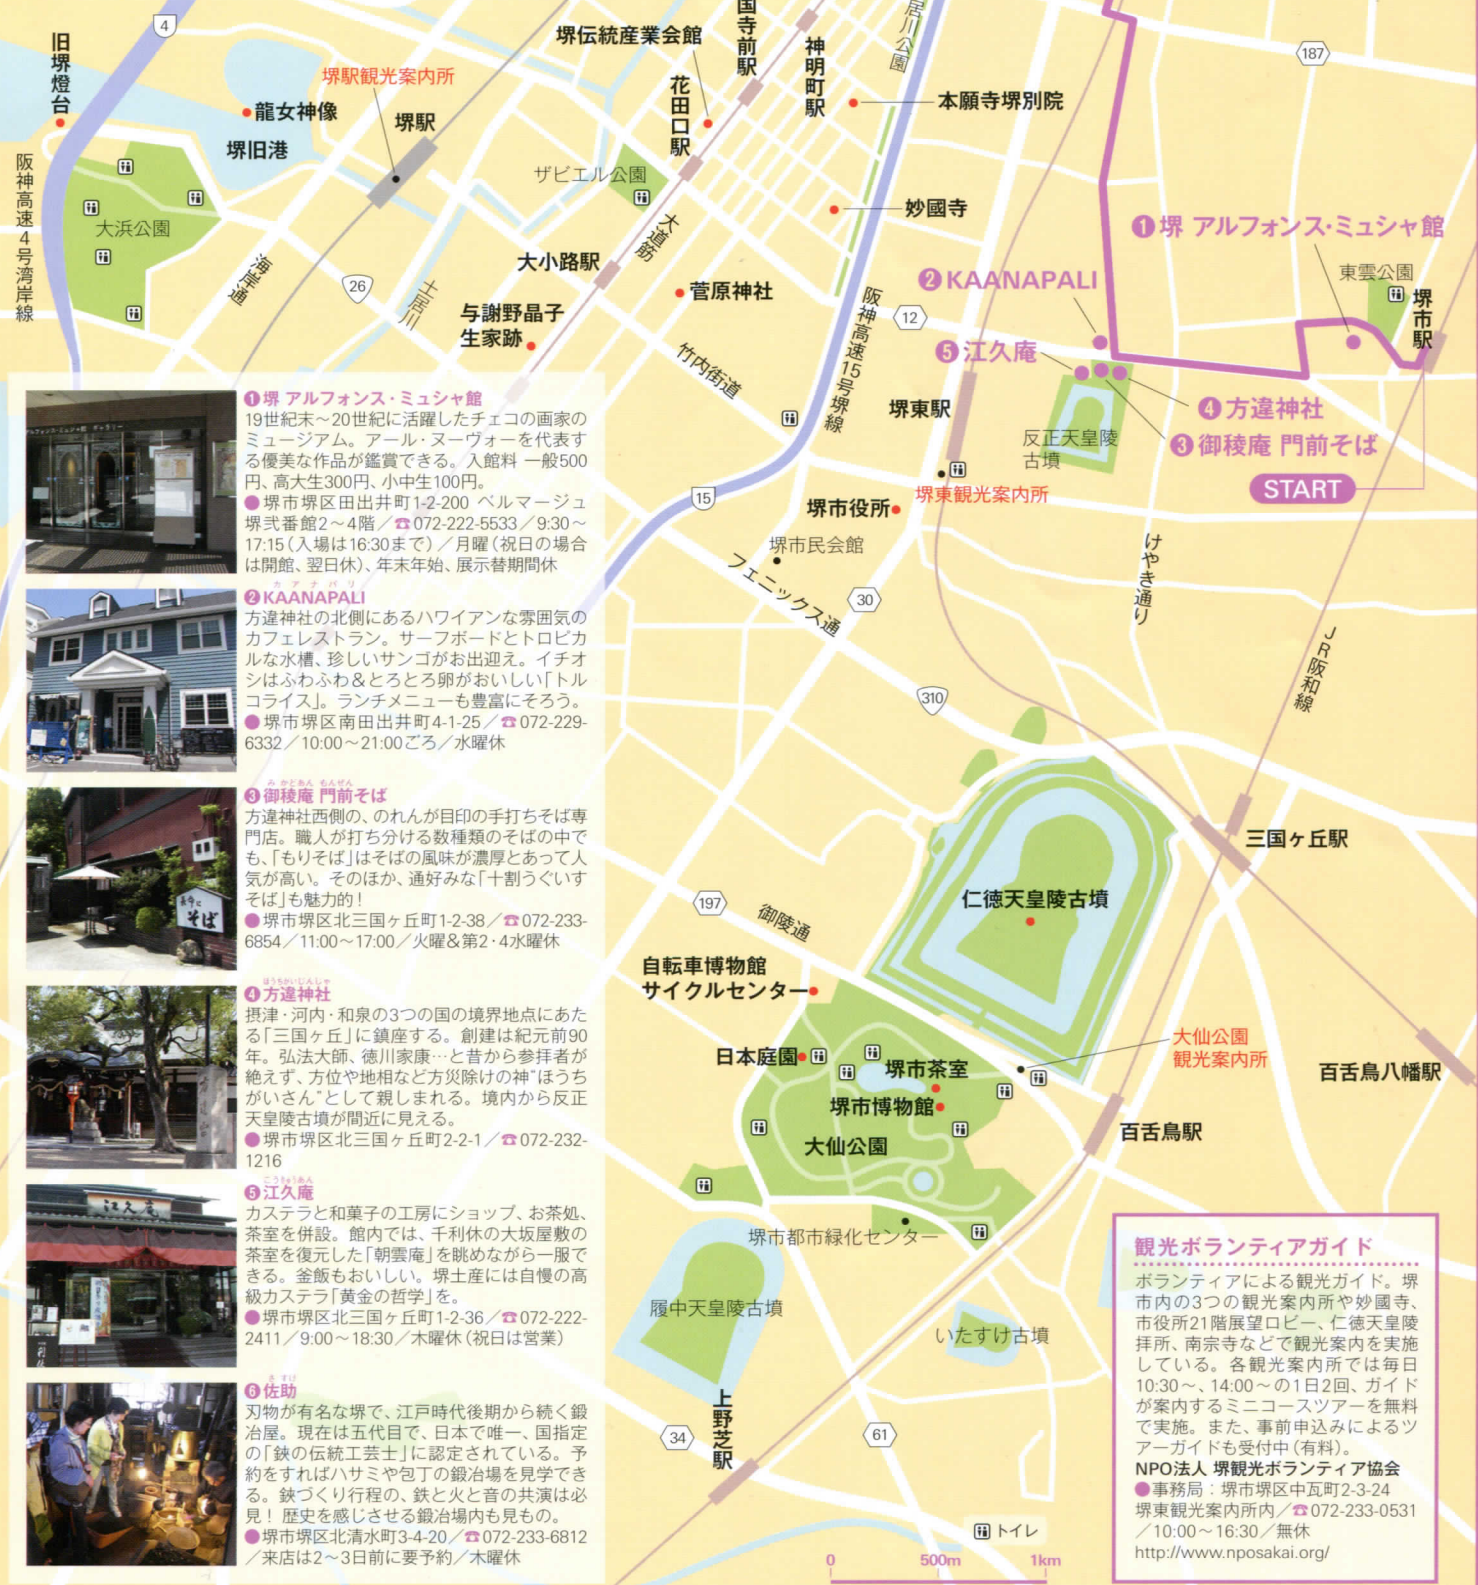 4
旧堺燈台
龍女神像
堺旧港
堺駅観光案内所
堺駅
阪神高速4号湾岸線
大浜公園
海岸通
26
土居川
堺伝統産業会館
花田口駅
国寺前駅
神明町駅
居川公園
本願寺堺別院
ザビエル公園
大道筋
妙國寺
大小路駅
菅原神社
与謝野晶子
生家跡
竹内街道
阪神高速15号堺線
12
15
187
❶堺 アルフォンス・ミュシャ館
東雲公園
堺市駅
❷KAANAPALI
❺江久庵
❹方違神社
❸御稜庵 門前そば
START
堺東駅
反正天皇陵
古墳
堺東観光案内所
堺市役所
堺市民会館
フェニックス通
30
けやき通り
JR阪和線
310
三国ヶ丘駅
仁徳天皇陵古墳
197
御陵通
自転車博物館
サイクルセンター
日本庭園
堺市茶室
堺市博物館
大仙公園
大仙公園
観光案内所
百舌鳥八幡駅
百舌鳥駅
堺市都市緑化センター
履中天皇陵古墳
いたすけ古墳
上野芝駅
34
61
トイレ
0 500m 1km
❶堺 アルフォンス・ミュシャ館
19世紀末～20世紀に活躍したチェコの画家の
ミュージアム。アール・ヌーヴォーを代表す
る優美な作品が鑑賞できる。入館料 一般500
円、高大生300円、小中生100円。
●堺市堺区田出井町1-2-200 ベルマージュ
堺弐番館2～4階／☎072-222-5533／9:30～
17:15（入場は16:30まで）／月曜（祝日の場合
は開館、翌日休）、年末年始、展示替期間休
カアナパリ
❷KAANAPALI
方違神社の北側にあるハワイアンな雰囲気の
カフェレストラン。サーフボードとトロピカ
ルな水槽、珍しいサンゴがお出迎え。イチオ
シはふわふわ&とろとろ卵がおいしい「トル
コライス」。ランチメニューも豊富にそろう。
●堺市堺区南田出井町4-1-25／☎072-229-
6332／10:00～21:00ごろ／水曜休
みかどあん もんぜん
❸御稜庵 門前そば
方違神社西側の、のれんが目印の手打ちそば専
門店。職人が打ち分ける数種類のそばの中で
も、「もりそば」はそばの風味が濃厚とあって人
気が高い。そのほか、通好みな「十割うぐいす
そば」も魅力的！
●堺市堺区北三国ヶ丘町1-2-38／☎072-233-
6854／11:00～17:00／火曜&第2・4水曜休
そば
ほうちがいじんじゃ
❹方違神社
摂津・河内・和泉の3つの国の境界地点にあた
る「三国ヶ丘」に鎮座する。創建は紀元前90
年。弘法大師、徳川家康…と昔から参拝者が
絶えず、方位や地相など方災除けの神“ほうち
がいさん”として親しまれる。境内から反正
天皇陵古墳が間近に見える。
●堺市堺区北三国ヶ丘町2-2-1／☎072-232-
1216
江久庵
こうきゅうあん
❺江久庵
カステラと和菓子の工房にショップ、お茶処、
茶室を併設。館内では、千利休の大坂屋敷の
茶室を復元した「朝雲庵」を眺めながら一服で
きる。釜飯もおいしい。堺土産には自慢の高
級カステラ「黄金の哲学」を。
●堺市堺区北三国ヶ丘町1-2-36／☎072-222-
2411／9:00～18:30／木曜休（祝日は営業）
さすけ
❻佐助
刃物が有名な堺で、江戸時代後期から続く鍛
冶屋。現在は五代目で、日本で唯一、国指定
の「鋏の伝統工芸士」に認定されている。予
約をすればハサミや包丁の鍛冶場を見学でき
る。鋏づくり行程の、鉄と火と音の共演は必
見！ 歴史を感じさせる鍛冶場内も見もの。
●堺市堺区北清水町3-4-20／☎072-233-6812
／来店は2～3日前に要予約／木曜休
観光ボランティアガイド
ボランティアによる観光ガイド。堺
市内の3つの観光案内所や妙國寺、
市役所21階展望ロビー、仁徳天皇陵
拝所、南宗寺などで観光案内を実施
している。各観光案内所では毎日
10:30～、14:00～の1日2回、ガイド
が案内するミニコースツアーを無料
で実施。また、事前申込みによるツ
アーガイドも受付中（有料）。
NPO法人 堺観光ボランティア協会
●事務局：堺市堺区中瓦町2-3-24
堺東観光案内所内／☎072-233-0531
／10:00～16:30／無休
http://www.nposakai.org/